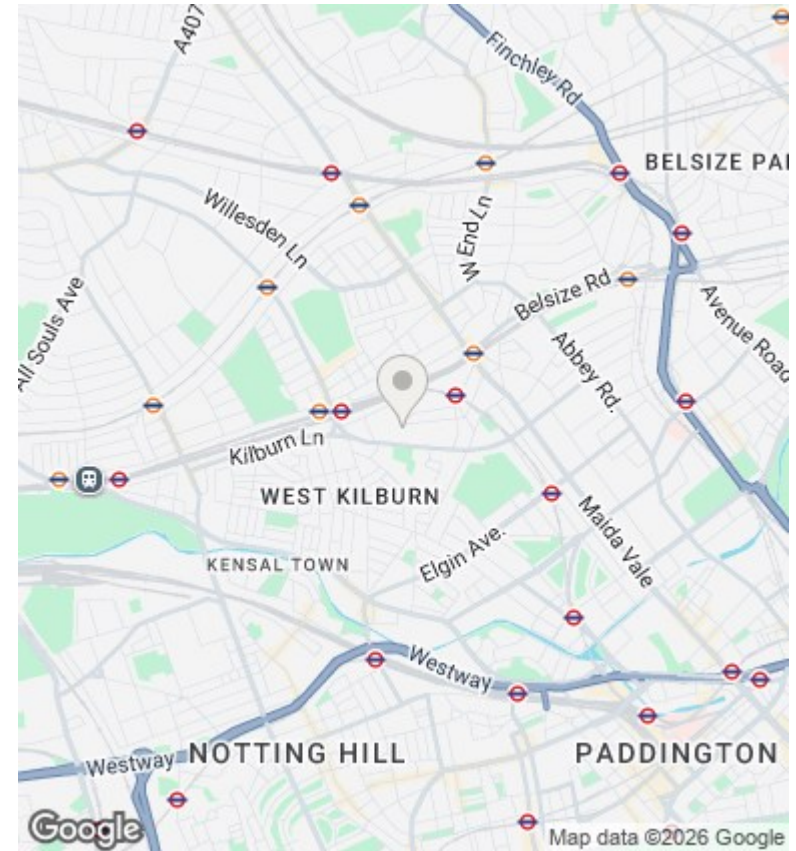 A407
Finchley Rd
BELSIZE PA
Willesden Ln
W End Ln
All Souls Ave
Belsize Rd
Avenue Road
Abbey Rd.
Kilburn Ln
WEST KILBURN
Maida Vale
Elgin Ave.
KENSAL TOWN
Westway
Westway
NOTTING HILL
PADDINGTON
Google
Map data ©2026 Google